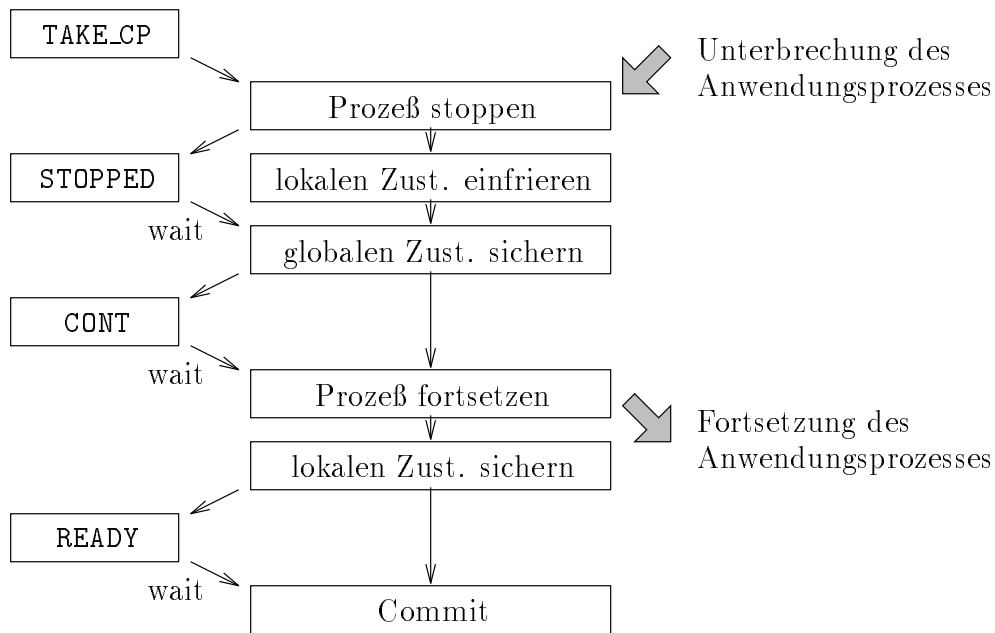 TAKE_CP
Unterbrechung des
Anwendungsprozesses
Prozeß stoppen
STOPPED
lokalen Zust. einfrieren
wait
globalen Zust. sichern
CONT
wait
Prozeß fortsetzen
Fortsetzung des
Anwendungsprozesses
lokalen Zust. sichern
READY
wait
Commit